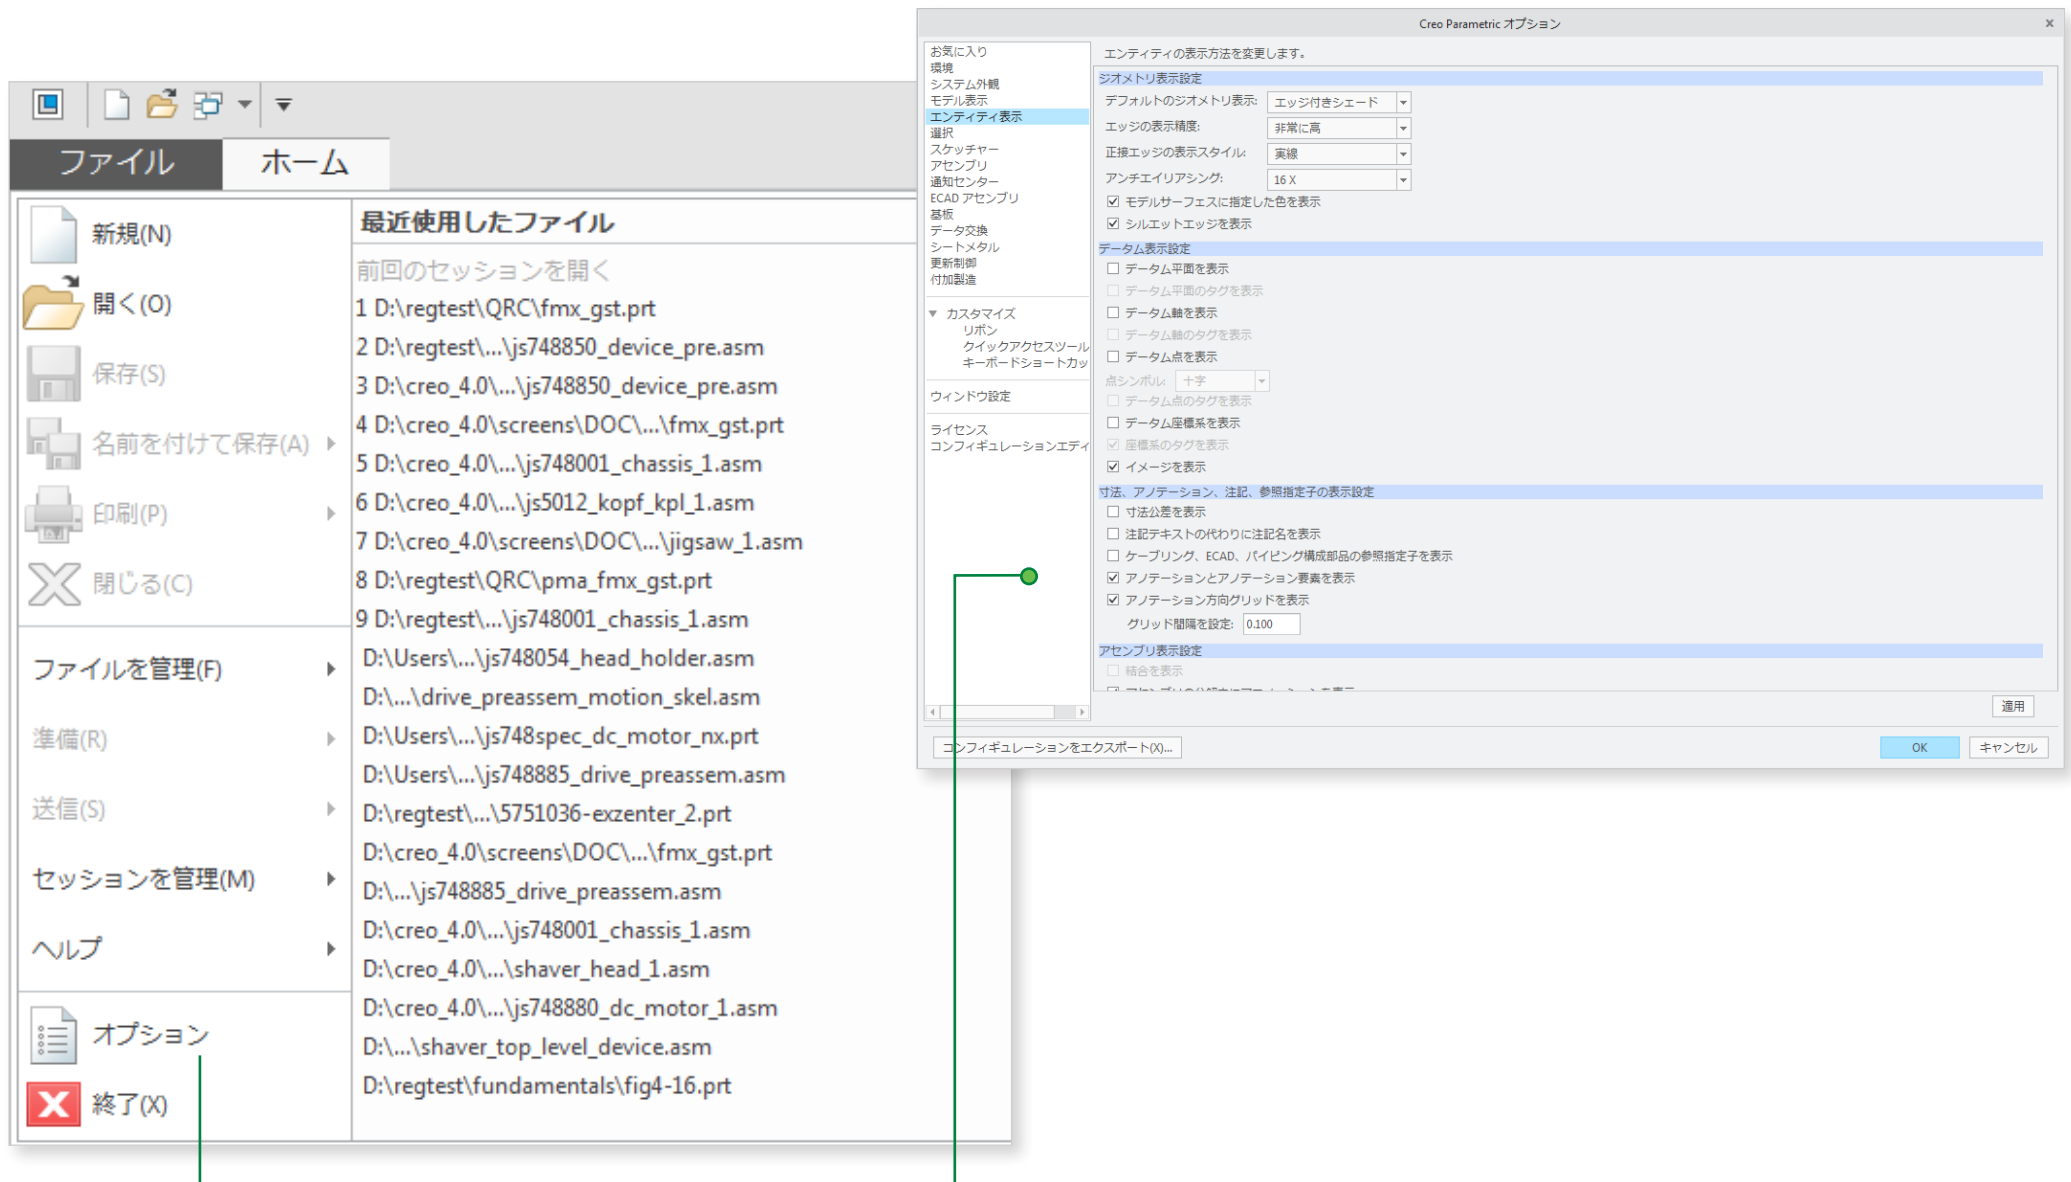 ファイル
ホーム
新規(N)
開く(O)
保存(S)
名前を付けて保存(A)
印刷(P)
閉じる(C)
ファイルを管理(F)
準備(R)
送信(S)
セッションを管理(M)
ヘルプ
オプション
終了(X)
最近使用したファイル
前回のセッションを開く
1 D:\regtest\QRC\fmx_gst.prt
2 D:\regtest\...\js748850_device_pre.asm
3 D:\creo_4.0\...\js748850_device_pre.asm
4 D:\creo_4.0\screens\DOC\...\fmx_gst.prt
5 D:\creo_4.0\...\js748001_chassis_1.asm
6 D:\creo_4.0\...\js5012_kopf_kpl_1.asm
7 D:\creo_4.0\screens\DOC\...\jigsaw_1.asm
8 D:\regtest\QRC\pma_fmx_gst.prt
9 D:\regtest\...\js748001_chassis_1.asm
D:\Users\...\js748054_head_holder.asm
D:\...\drive_preassem_motion_skel.asm
D:\Users\...\js748spec_dc_motor_nx.prt
D:\Users\...\js748885_drive_preassem.asm
D:\regtest\...\5751036-exzenter_2.prt
D:\creo_4.0\screens\DOC\...\fmx_gst.prt
D:\...\js748885_drive_preassem.asm
D:\creo_4.0\...\js748001_chassis_1.asm
D:\creo_4.0\...\shaver_head_1.asm
D:\creo_4.0\...\js748880_dc_motor_1.asm
D:\...\shaver_top_level_device.asm
D:\regtest\fundamentals\fig4-16.prt
Creo Parametric オプション
お気に入り
環境
システム外観
モデル表示
エンティティ表示
選択
スケッチャー
アセンブリ
通知センター
ECAD アセンブリ
基板
データ交換
シートメタル
更新制御
付加製造
カスタマイズ
リボン
クイックアクセスツール
キーボードショートカッ
ウィンドウ設定
ライセンス
コンフィギュレーションエディ
エンティティの表示方法を変更します。
ジオメトリ表示設定
デフォルトのジオメトリ表示: エッジ付きシェード
エッジの表示精度: 非常に高
正接エッジの表示スタイル: 実線
アンチエイリアシング: 16 X
モデルサーフェスに指定した色を表示
シルエットエッジを表示
データム表示設定
データム平面を表示
データム平面のタグを表示
データム軸を表示
データム軸のタグを表示
データム点を表示
点シンボル: 十字
データム点のタグを表示
データム座標系を表示
座標系のタグを表示
イメージを表示
寸法、アノテーション、注記、参照指定子の表示設定
寸法公差を表示
注記テキストの代わりに注記名を表示
ケーブリング、ECAD、パイピング構成部品の参照指定子を表示
アノテーションとアノテーション要素を表示
アノテーション方向グリッドを表示
グリッド間隔を設定: 0.100
アセンブリ表示設定
結合を表示
適用
コンフィギュレーションをエクスポート(X)...
OK
キャンセル